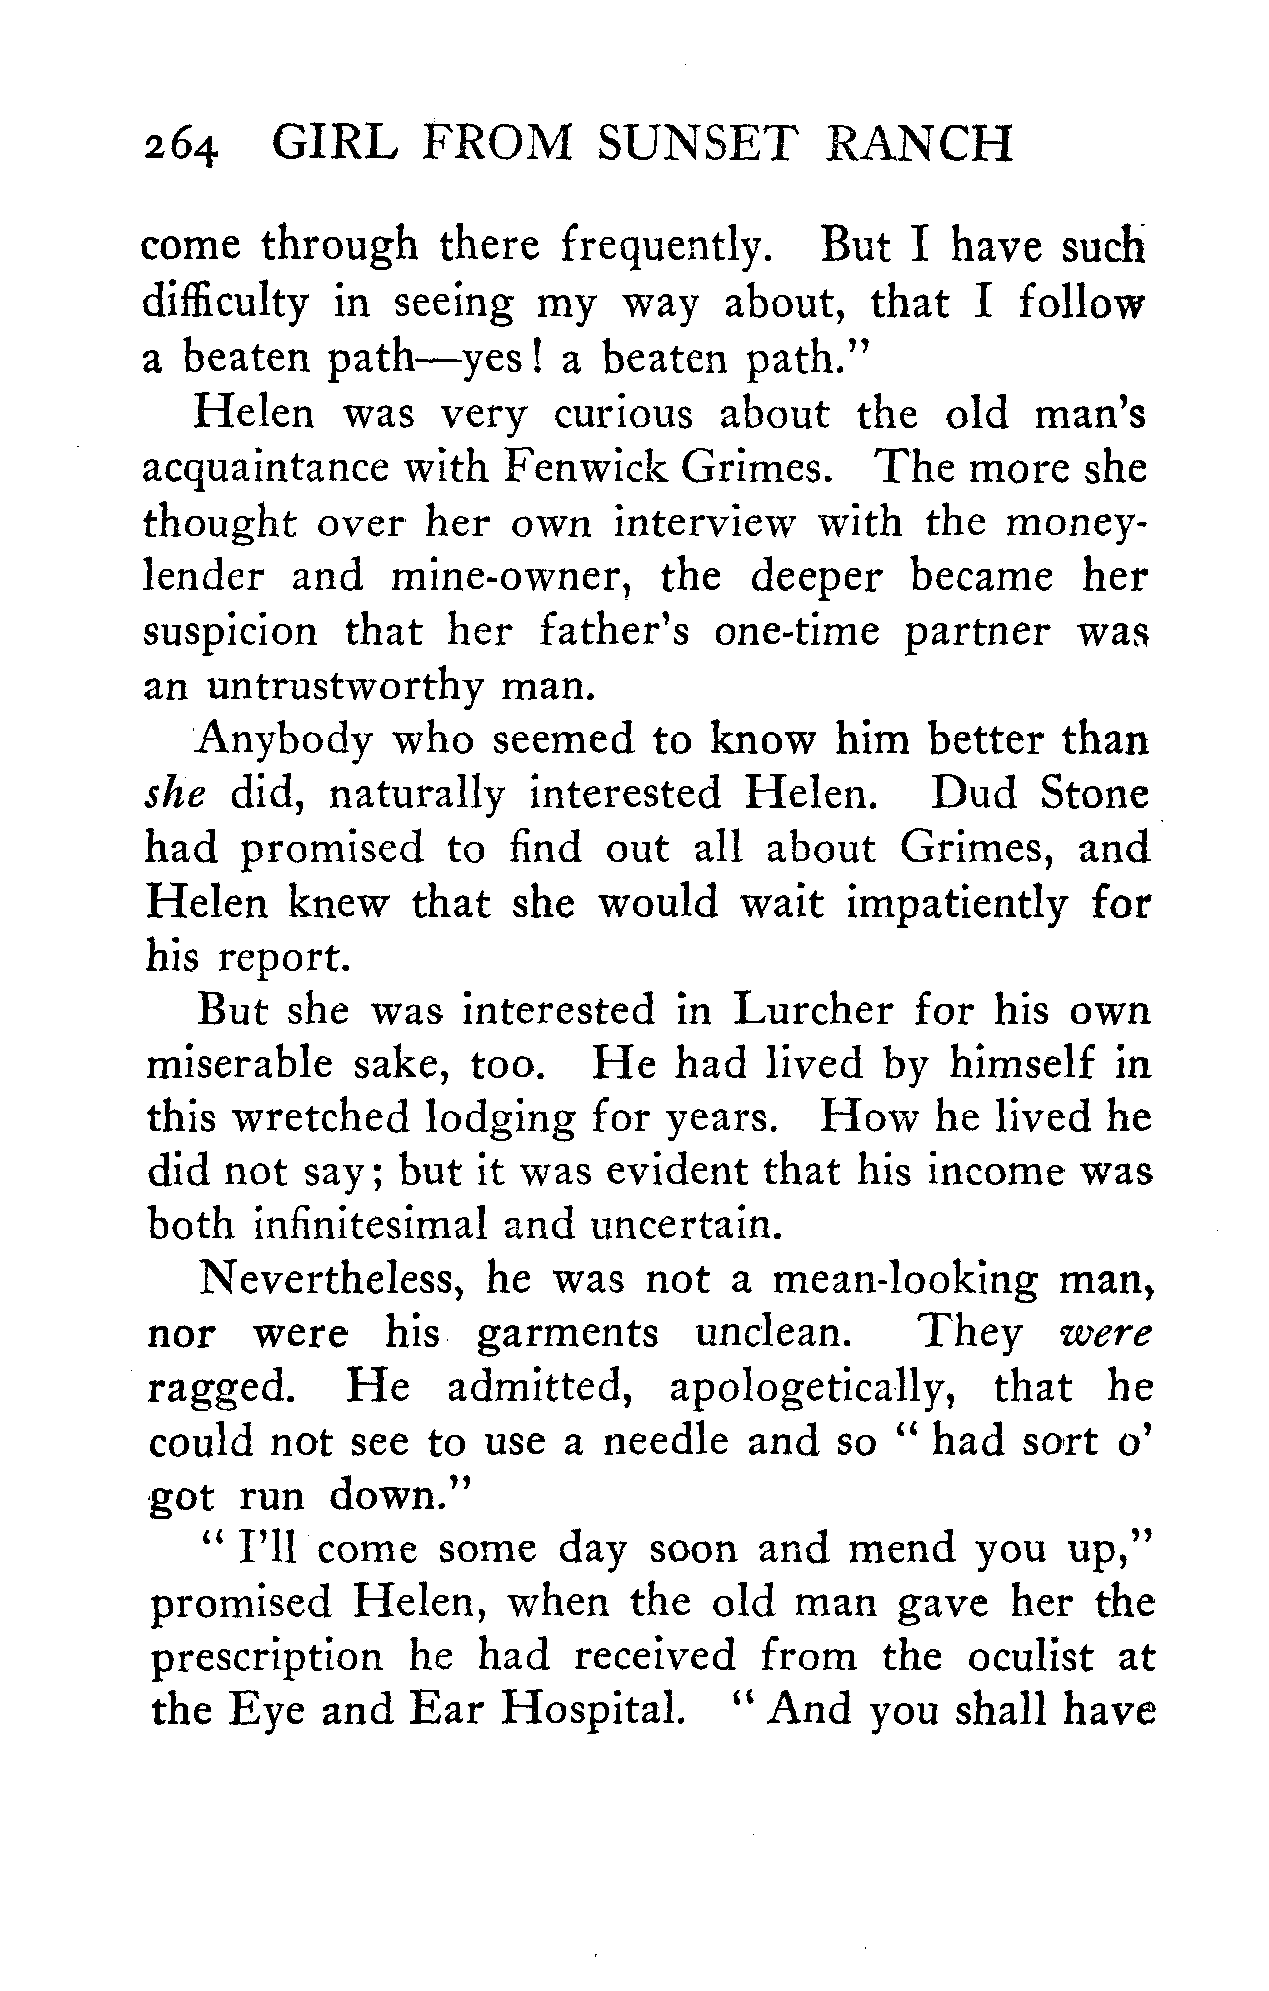 264 GIRL FROM SUNSET RANCH
come through there frequently. But I have such
difficulty in seeing my way about, that I follow
a beaten path—yes! a beaten path."
Helen was very curious about the old man's
acquaintance with Fenwick Grimes. The more she
thought over her own interview with the money-
lender and mine-owner, the deeper became her
suspicion that her father's one-time partner was
an untrustworthy man.
Anybody who seemed to know him better than
she did, naturally interested Helen. Dud Stone
had promised to find out all about Grimes, and
Helen knew that she would wait impatiently for
his report.
But she was interested in Lurcher for his own
miserable sake, too. He had lived by himself in
this wretched lodging for years. How he lived he
did not say; but it was evident that his income was
both infinitesimal and uncertain.
Nevertheless, he was not a mean-looking man,
nor were his garments unclean. They were
ragged. He admitted, apologetically, that he
could not see to use a needle and so " had sort o'
got run down."
" I'll come some day soon and mend you up,"
promised Helen, when the old man gave her the
prescription he had received from the oculist at
the Eye and Ear Hospital. " And you shall have